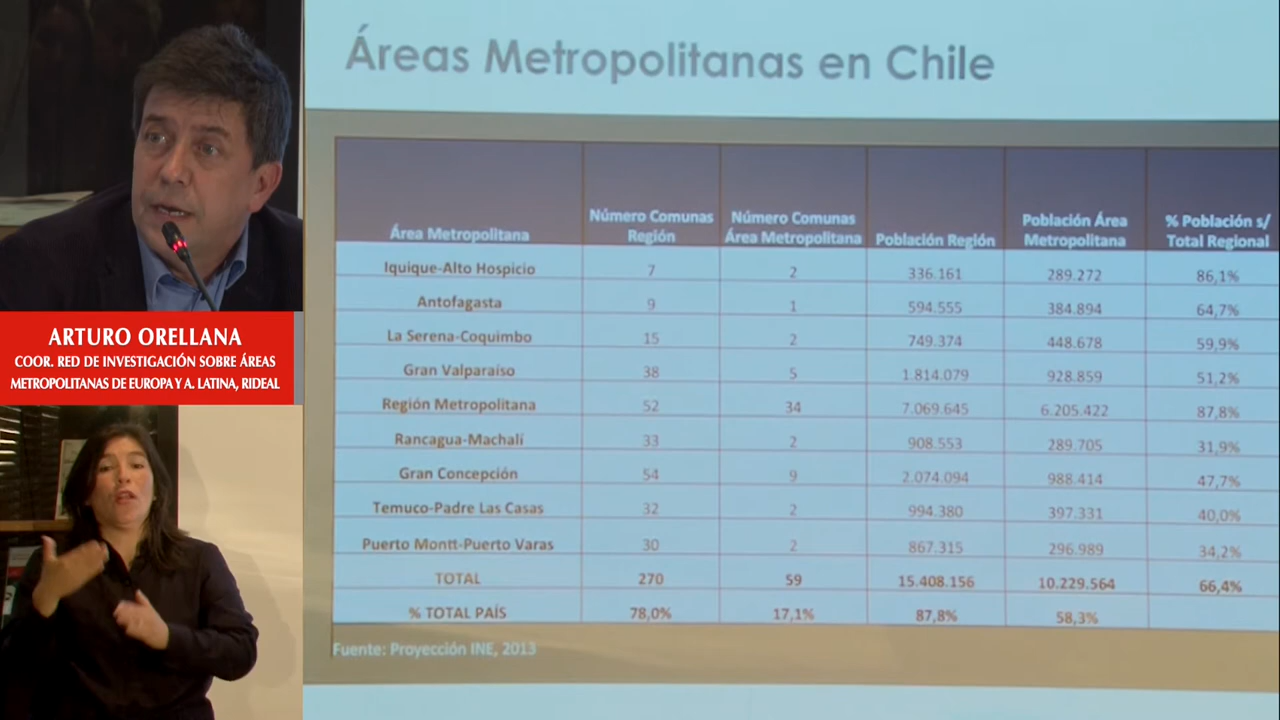 Áreas Metropolitanas en Chile
Área Metropolitana | Número Comunas Región | Número Comunas Área Metropolitana | Población Región | Población Área Metropolitana | % Población s/ Total Regional
Iquique-Alto Hospicio | 7 | 2 | 336.161 | 289.272 | 86,1%
Antofagasta | 9 | 1 | 594.555 | 384.894 | 64,7%
La Serena-Coquimbo | 15 | 2 | 749.374 | 448.678 | 59,9%
Gran Valparaíso | 38 | 5 | 1.814.079 | 928.859 | 51,2%
Región Metropolitana | 52 | 34 | 7.069.645 | 6.205.422 | 87,8%
Rancagua-Machalí | 33 | 2 | 908.553 | 289.705 | 31,9%
Gran Concepción | 54 | 9 | 2.074.094 | 988.414 | 47,7%
Temuco-Padre Las Casas | 32 | 2 | 994.380 | 397.331 | 40,0%
Puerto Montt-Puerto Varas | 30 | 2 | 867.315 | 296.989 | 34,2%
TOTAL | 270 | 59 | 15.408.156 | 10.229.564 | 66,4%
% TOTAL PAÍS | 78,0% | 17,1% | 87,8% | 58,3%
Fuente: Proyección INE, 2013
ARTURO ORELLANA
COOR. RED DE INVESTIGACIÓN SOBRE ÁREAS
METROPOLITANAS DE EUROPA Y A. LATINA, RIDEAL